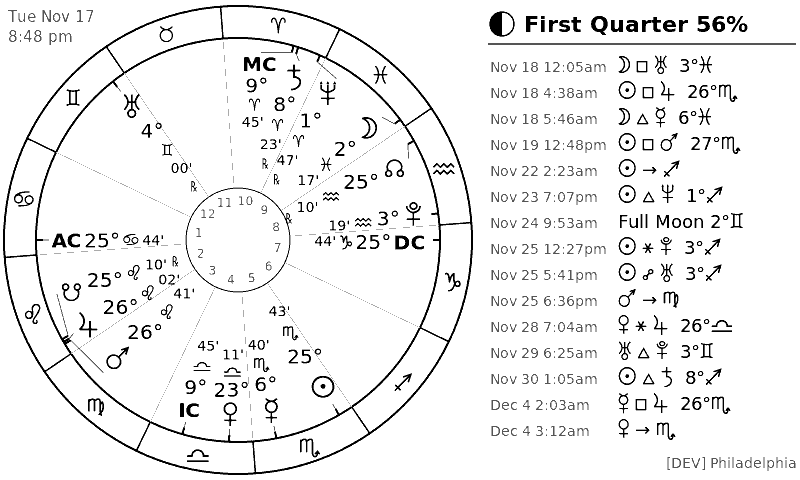 Tue Nov 17
8:48 pm
♈
♉
♊
♋
♌
♍
♎
♏
♐
♑
♒
♓
MC
9°
♈
45'
♄
8°
♈
23'
℞
♆
1°
♈
47'
℞
☽
2°
♓
17'
☊
25°
♒
10'
℞
♇ 3° ♒ 19'
DC 25° ♑ 44'
♅
4°
♊
00'
℞
AC 25° ♋ 44'
☋ 25° ♌ 10' ℞
♃ 26° ♌ 02'
♂ 26° ♌ 41'
45'
♎
9°
IC
11'
♎
23°
♀
40'
♏
6°
☿
43'
♏
25°
☉
1
2
3
4
5
6
7
8
9
10
11
12
First Quarter 56%
Nov 18 12:05am ☽ □ ♅ 3°♓
Nov 18 4:38am ☉ □ ♃ 26°♏
Nov 18 5:46am ☽ △ ☿ 6°♓
Nov 19 12:48pm ☉ □ ♂ 27°♏
Nov 22 2:23am ☉ → ♐
Nov 23 7:07pm ☉ △ ♆ 1°♐
Nov 24 9:53am Full Moon 2°♊
Nov 25 12:27pm ☉ ⚹ ♇ 3°♐
Nov 25 5:41pm ☉ ☍ ♅ 3°♐
Nov 25 6:36pm ♂ → ♍
Nov 28 7:04am ♀ ⚹ ♃ 26°♎
Nov 29 6:25am ♅ △ ♇ 3°♊
Nov 30 1:05am ☉ △ ♄ 8°♐
Dec 4 2:03am ☿ □ ♃ 26°♏
Dec 4 3:12am ♀ → ♏
[DEV] Philadelphia